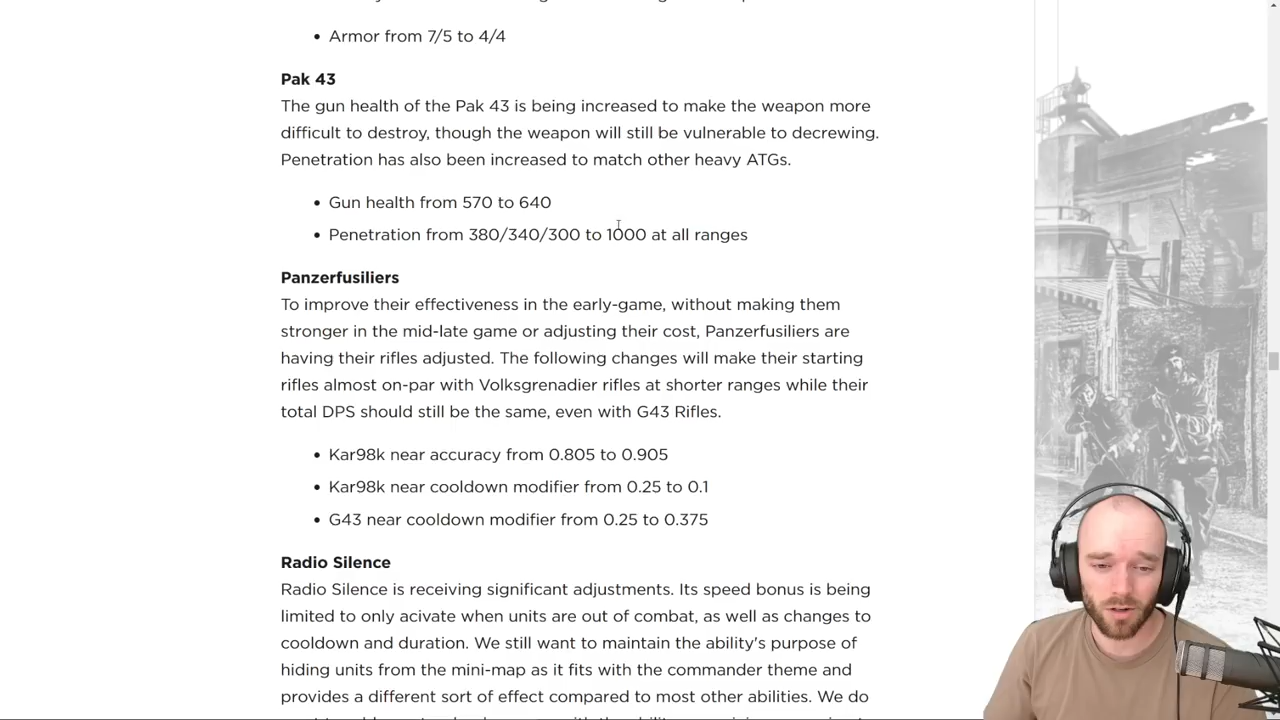 Armor from 7/5 to 4/4
Pak 43
The gun health of the Pak 43 is being increased to make the weapon more
difficult to destroy, though the weapon will still be vulnerable to decrewing.
Penetration has also been increased to match other heavy ATGs.
Gun health from 570 to 640
Penetration from 380/340/300 to 1000 at all ranges
Panzerfusiliers
To improve their effectiveness in the early-game, without making them
stronger in the mid-late game or adjusting their cost, Panzerfusiliers are
having their rifles adjusted. The following changes will make their starting
rifles almost on-par with Volksgrenadier rifles at shorter ranges while their
total DPS should still be the same, even with G43 Rifles.
Kar98k near accuracy from 0.805 to 0.905
Kar98k near cooldown modifier from 0.25 to 0.1
G43 near cooldown modifier from 0.25 to 0.375
Radio Silence
Radio Silence is receiving significant adjustments. Its speed bonus is being
limited to only acivate when units are out of combat, as well as changes to
cooldown and duration. We still want to maintain the ability's purpose of
hiding units from the mini-map as it fits with the commander theme and
provides a different sort of effect compared to most other abilities. We do